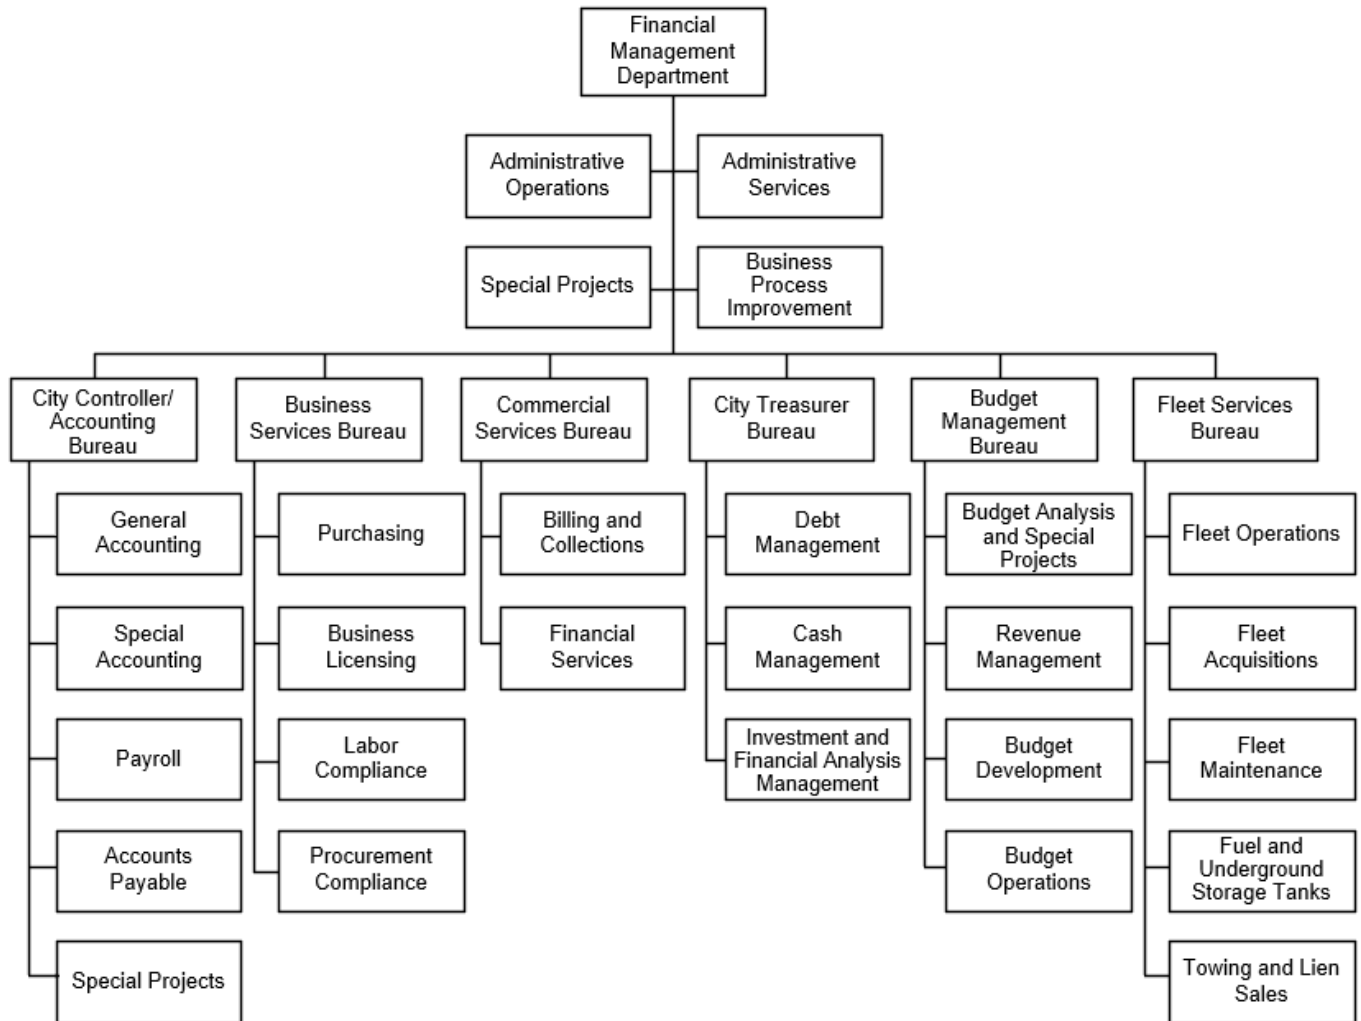 Financial
Management
Department
Administrative
Operations
Administrative
Services
Special Projects
Business
Process
Improvement
City Controller/
Accounting
Bureau
Business
Services Bureau
Commercial
Services Bureau
City Treasurer
Bureau
Budget
Management
Bureau
Fleet Services
Bureau
General
Accounting
Special
Accounting
Payroll
Accounts
Payable
Special Projects
Purchasing
Business
Licensing
Labor
Compliance
Procurement
Compliance
Billing and
Collections
Financial
Services
Debt
Management
Cash
Management
Investment and
Financial Analysis
Management
Budget Analysis
and Special
Projects
Revenue
Management
Budget
Development
Budget
Operations
Fleet Operations
Fleet
Acquisitions
Fleet
Maintenance
Fuel and
Underground
Storage Tanks
Towing and Lien
Sales